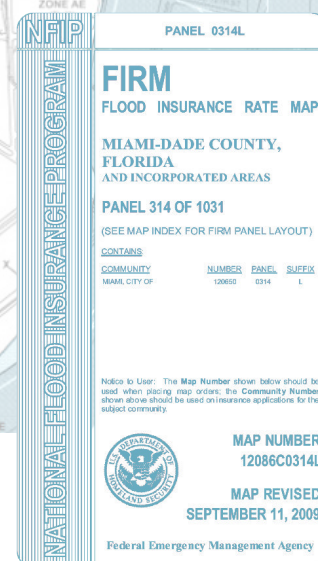 ZONE AE
NFIP
PANEL 0314L
NATIONAL FLOOD INSURANCE PROGRAM
FIRM
FLOOD INSURANCE RATE MAP
MIAMI-DADE COUNTY,
FLORIDA
AND INCORPORATED AREAS
PANEL 314 OF 1031
(SEE MAP INDEX FOR FIRM PANEL LAYOUT)
CONTAINS
COMMUNITY NUMBER PANEL SUFFIX
MIAMI, CITY OF 120650 0314 L
Notice to User: The Map Number shown below should be
used when placing map orders; the Community Number
shown above should be used on insurance applications for the
subject community.
DEPARTMENT OF
HOMELAND SECURITY
MAP NUMBER
12086C0314L
MAP REVISED
SEPTEMBER 11, 2009
Federal Emergency Management Agency